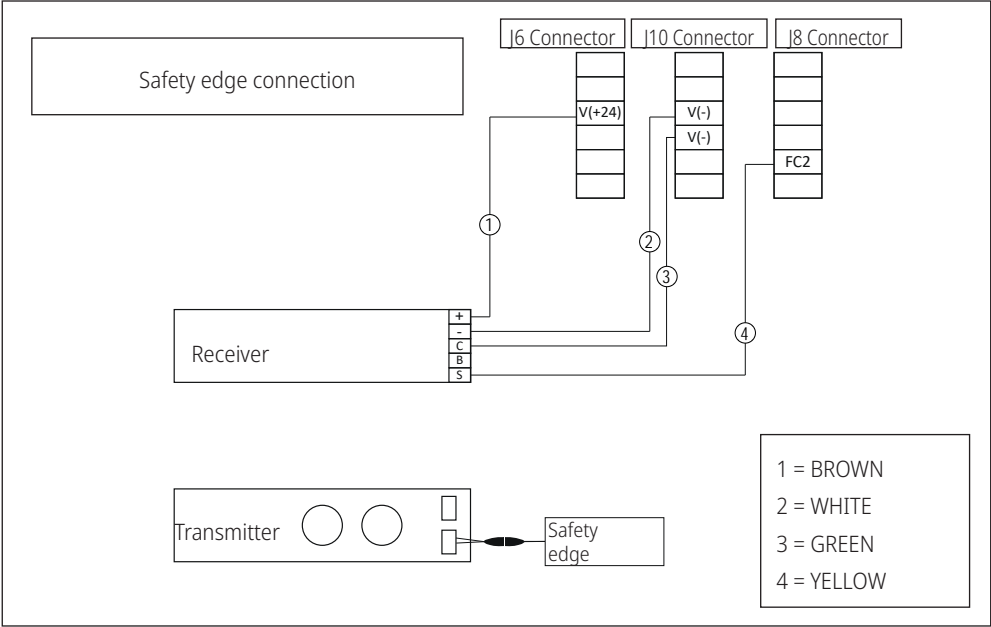 J6 Connector
J10 Connector
J8 Connector
Safety edge connection
V(+24)
V(-)
V(-)
FC2
1
2
3
4
+
-
C
B
S
Receiver
Transmitter
Safety
edge
1 = BROWN
2 = WHITE
3 = GREEN
4 = YELLOW